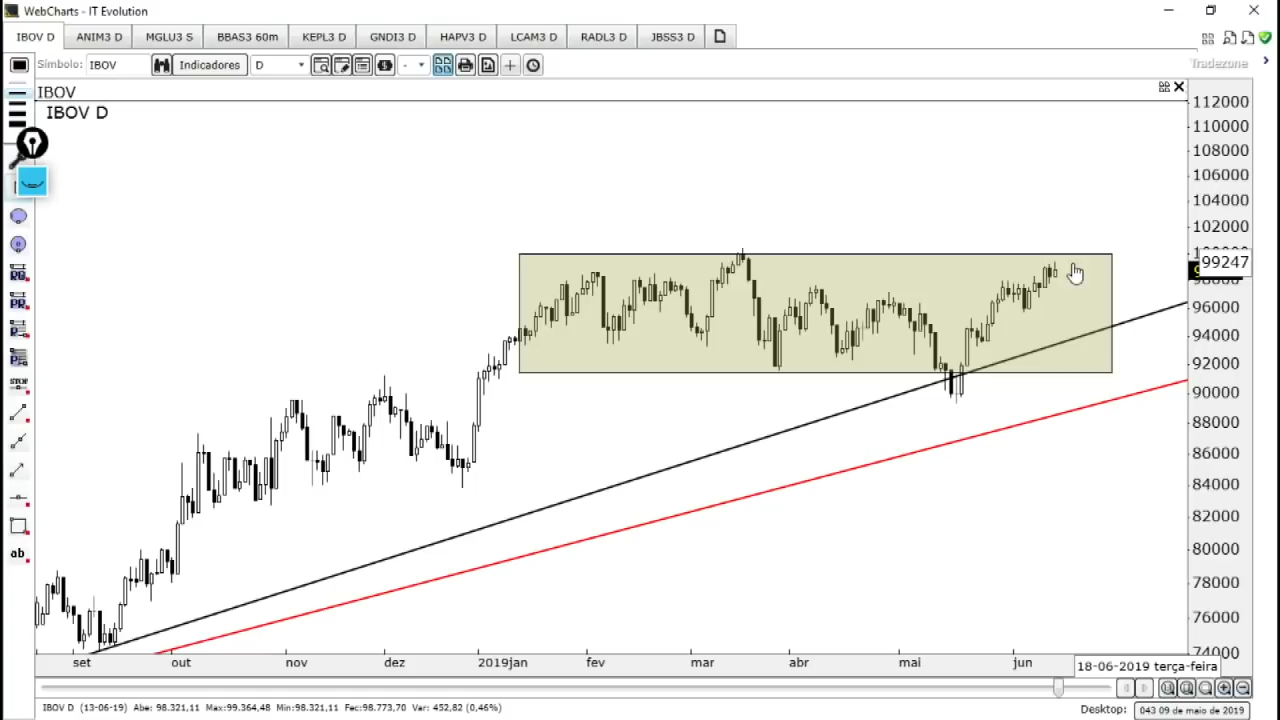 WebCharts - IT Evolution
IBOV D ANIM3 D MGLU3 S BBAS3 60m KEPL3 D GNDI3 D HAPV3 D LCAM3 D RADL3 D JBSS3 D
Símbolo: IBOV Indicadores D - Tradezone
IBOV
IBOV D
112000
110000
108000
106000
104000
102000
99247
96000
94000
92000
90000
88000
86000
84000
82000
80000
78000
76000
74000
RG
PR
STOP
ab
set out nov dez 2019jan fev mar abr mai jun
18-06-2019 terça-feira
IBOV D (13-06-19) Abe: 98.321,11 Max:99.364,48 Min:98.321,11 Fec:98.773,70 Var: 452,82 (0,46%)
Desktop: 043 09 de maio de 2019